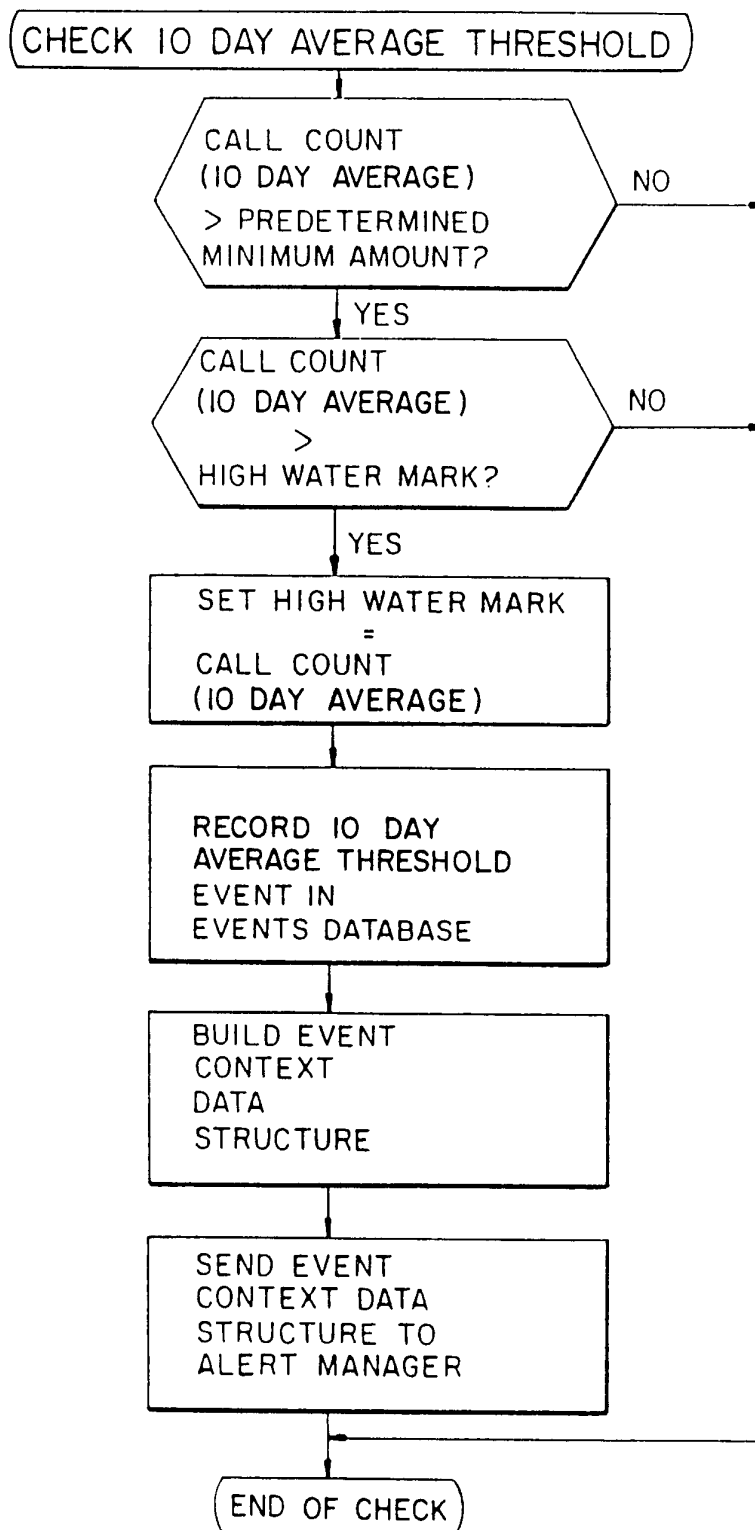 CHECK 10 DAY AVERAGE THRESHOLD
CALL COUNT
(10 DAY AVERAGE)
> PREDETERMINED
MINIMUM AMOUNT?
NO
YES
CALL COUNT
(10 DAY AVERAGE)
>
HIGH WATER MARK?
NO
YES
SET HIGH WATER MARK
=
CALL COUNT
(10 DAY AVERAGE)
RECORD 10 DAY
AVERAGE THRESHOLD
EVENT IN
EVENTS DATABASE
BUILD EVENT
CONTEXT
DATA
STRUCTURE
SEND EVENT
CONTEXT DATA
STRUCTURE TO
ALERT MANAGER
END OF CHECK